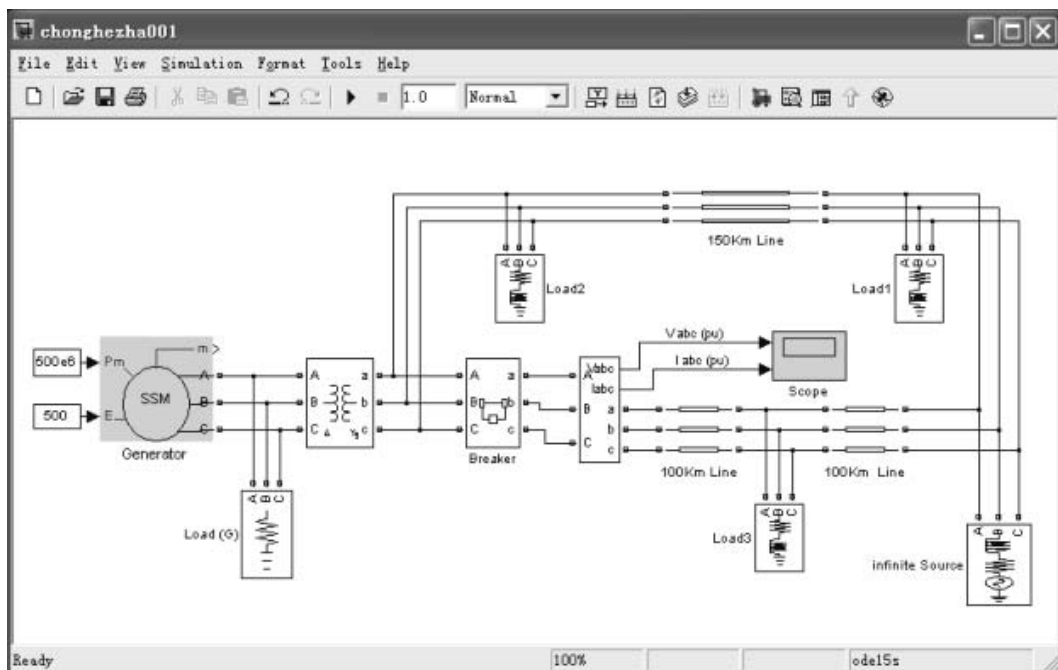 chonghezha001
File Edit View Simulation Format Tools Help
1.0 Normal
150Km Line
A B C
Load2
A B C
Load1
500e6
Pm
m
A
SSM
B
500
E
C
Generator
A a
B b
C c
Δ Yg
A a
B b
C c
Breaker
Vabc
Iabc
A
B a
b
C c
Vabc (pu)
Iabc (pu)
Scope
100Km Line
100Km Line
A B C
Load (G)
A B C
Load3
A B C
infinite Source
Ready 100% ode15s